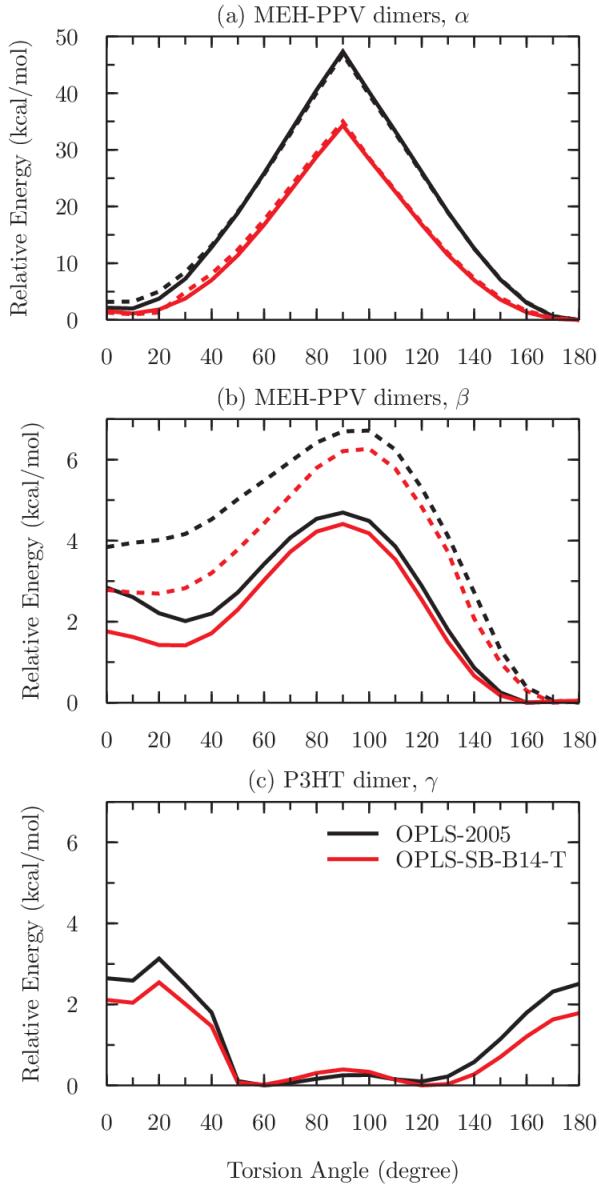 (a) MEH-PPV dimers, α
50
40
30
20
10
0
Relative Energy (kcal/mol)
0 20 40 60 80 100 120 140 160 180
(b) MEH-PPV dimers, β
6
4
2
0
Relative Energy (kcal/mol)
0 20 40 60 80 100 120 140 160 180
(c) P3HT dimer, γ
OPLS-2005
OPLS-SB-B14-T
6
4
2
0
Relative Energy (kcal/mol)
0 20 40 60 80 100 120 140 160 180
Torsion Angle (degree)